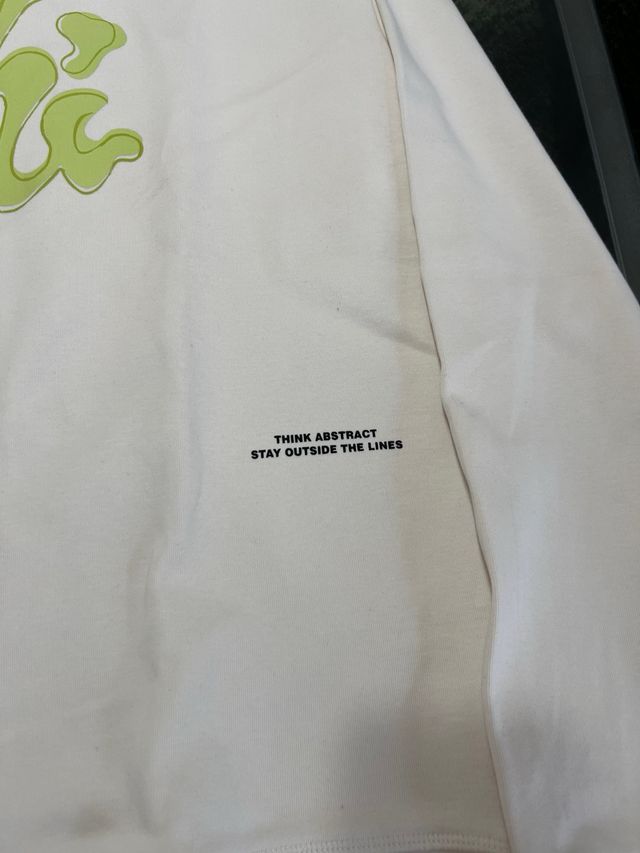 THINK ABSTRACT
STAY OUTSIDE THE LINES